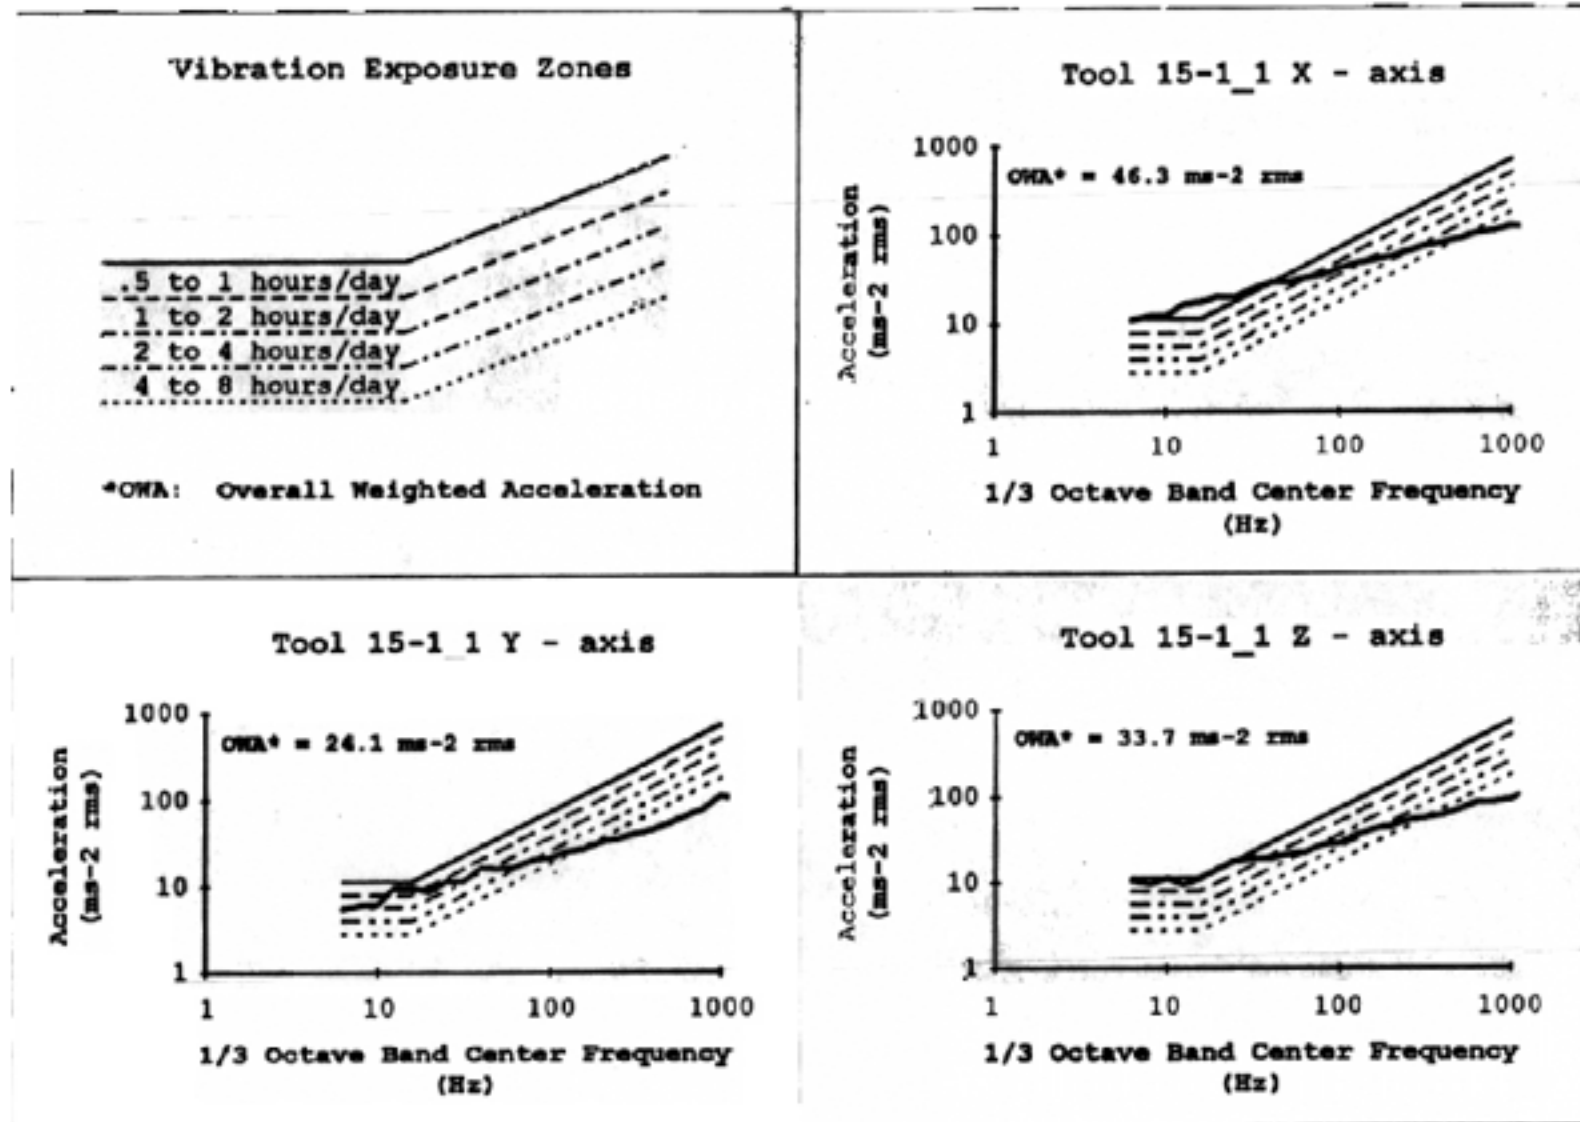 Vibration Exposure Zones
.5 to 1 hours/day
1 to 2 hours/day
2 to 4 hours/day
4 to 8 hours/day
*OWA: Overall Weighted Acceleration
Tool 15-1_1 X - axis
1000
OWA* = 46.3 ms-2 rms
100
10
1
Acceleration
(ms-2 rms)
1 10 100 1000
1/3 Octave Band Center Frequency
(Hz)
Tool 15-1_1 Y - axis
1000
OWA* = 24.1 ms-2 rms
100
10
1
Acceleration
(ms-2 rms)
1 10 100 1000
1/3 Octave Band Center Frequency
(Hz)
Tool 15-1_1 Z - axis
1000
OWA* = 33.7 ms-2 rms
100
10
1
Acceleration
(ms-2 rms)
1 10 100 1000
1/3 Octave Band Center Frequency
(Hz)